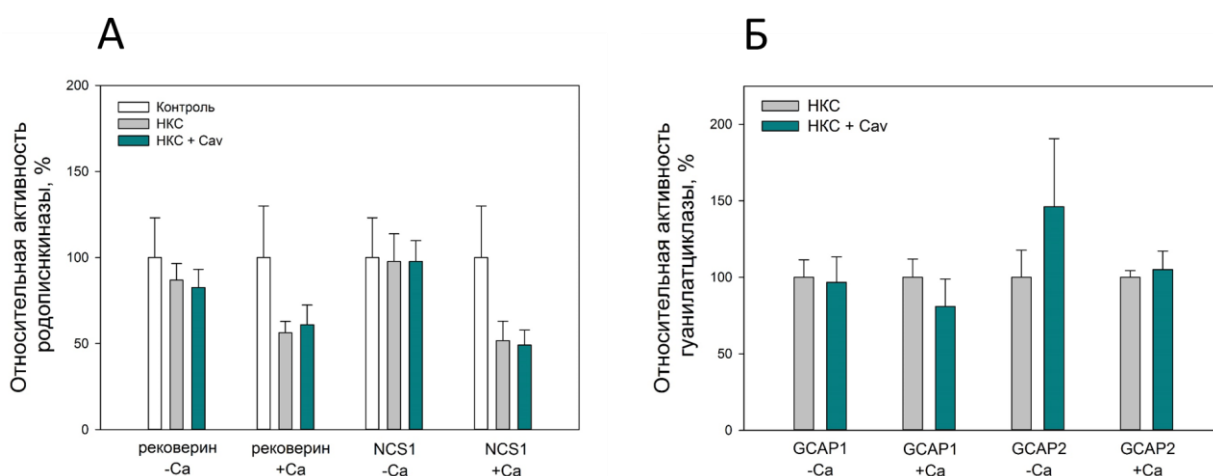 А
Относительная активность
родописнкиназы, %
200
150
100
50
0
Контроль
НКС
НКС + Cav
рековерин
-Ca
рековерин
+Ca
NCS1
-Ca
NCS1
+Ca
Б
Относительная активность
гуанилатциклазы, %
200
150
100
50
0
НКС
НКС + Cav
GCAP1
-Ca
GCAP1
+Ca
GCAP2
-Ca
GCAP2
+Ca